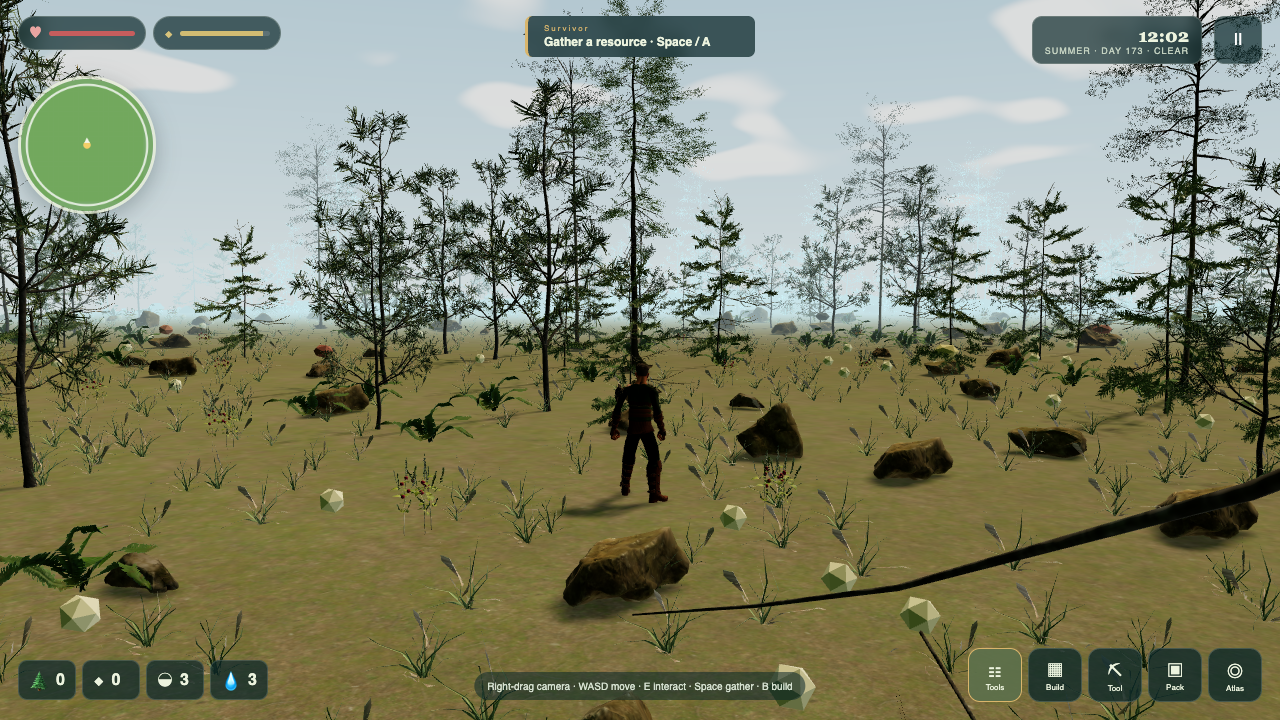 Survivor
Gather a resource · Space / A
12:02
SUMMER · DAY 173 · CLEAR
0
0
3
3
Right-drag camera · WASD move · E interact · Space gather · B build
Tools
Build
Tool
Pack
Atlas